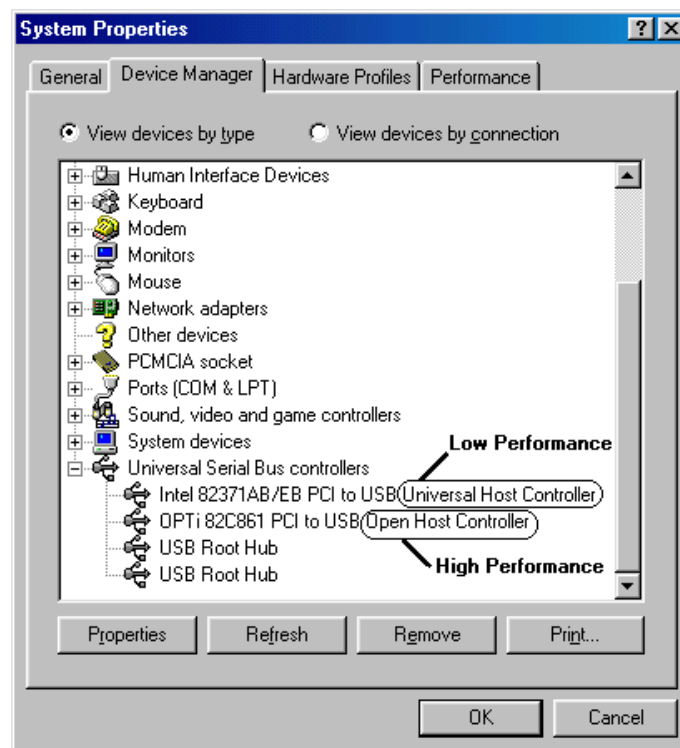 System Properties
General Device Manager Hardware Profiles Performance
View devices by type View devices by connection
Human Interface Devices
Keyboard
Modem
Monitors
Mouse
Network adapters
Other devices
PCMCIA socket
Ports (COM & LPT)
Sound, video and game controllers
System devices
Low Performance
Universal Serial Bus controllers
Intel 82371AB/EB PCI to USB Universal Host Controller
OPTi 82C861 PCI to USB Open Host Controller
USB Root Hub
High Performance
USB Root Hub
Properties Refresh Remove Print...
OK Cancel